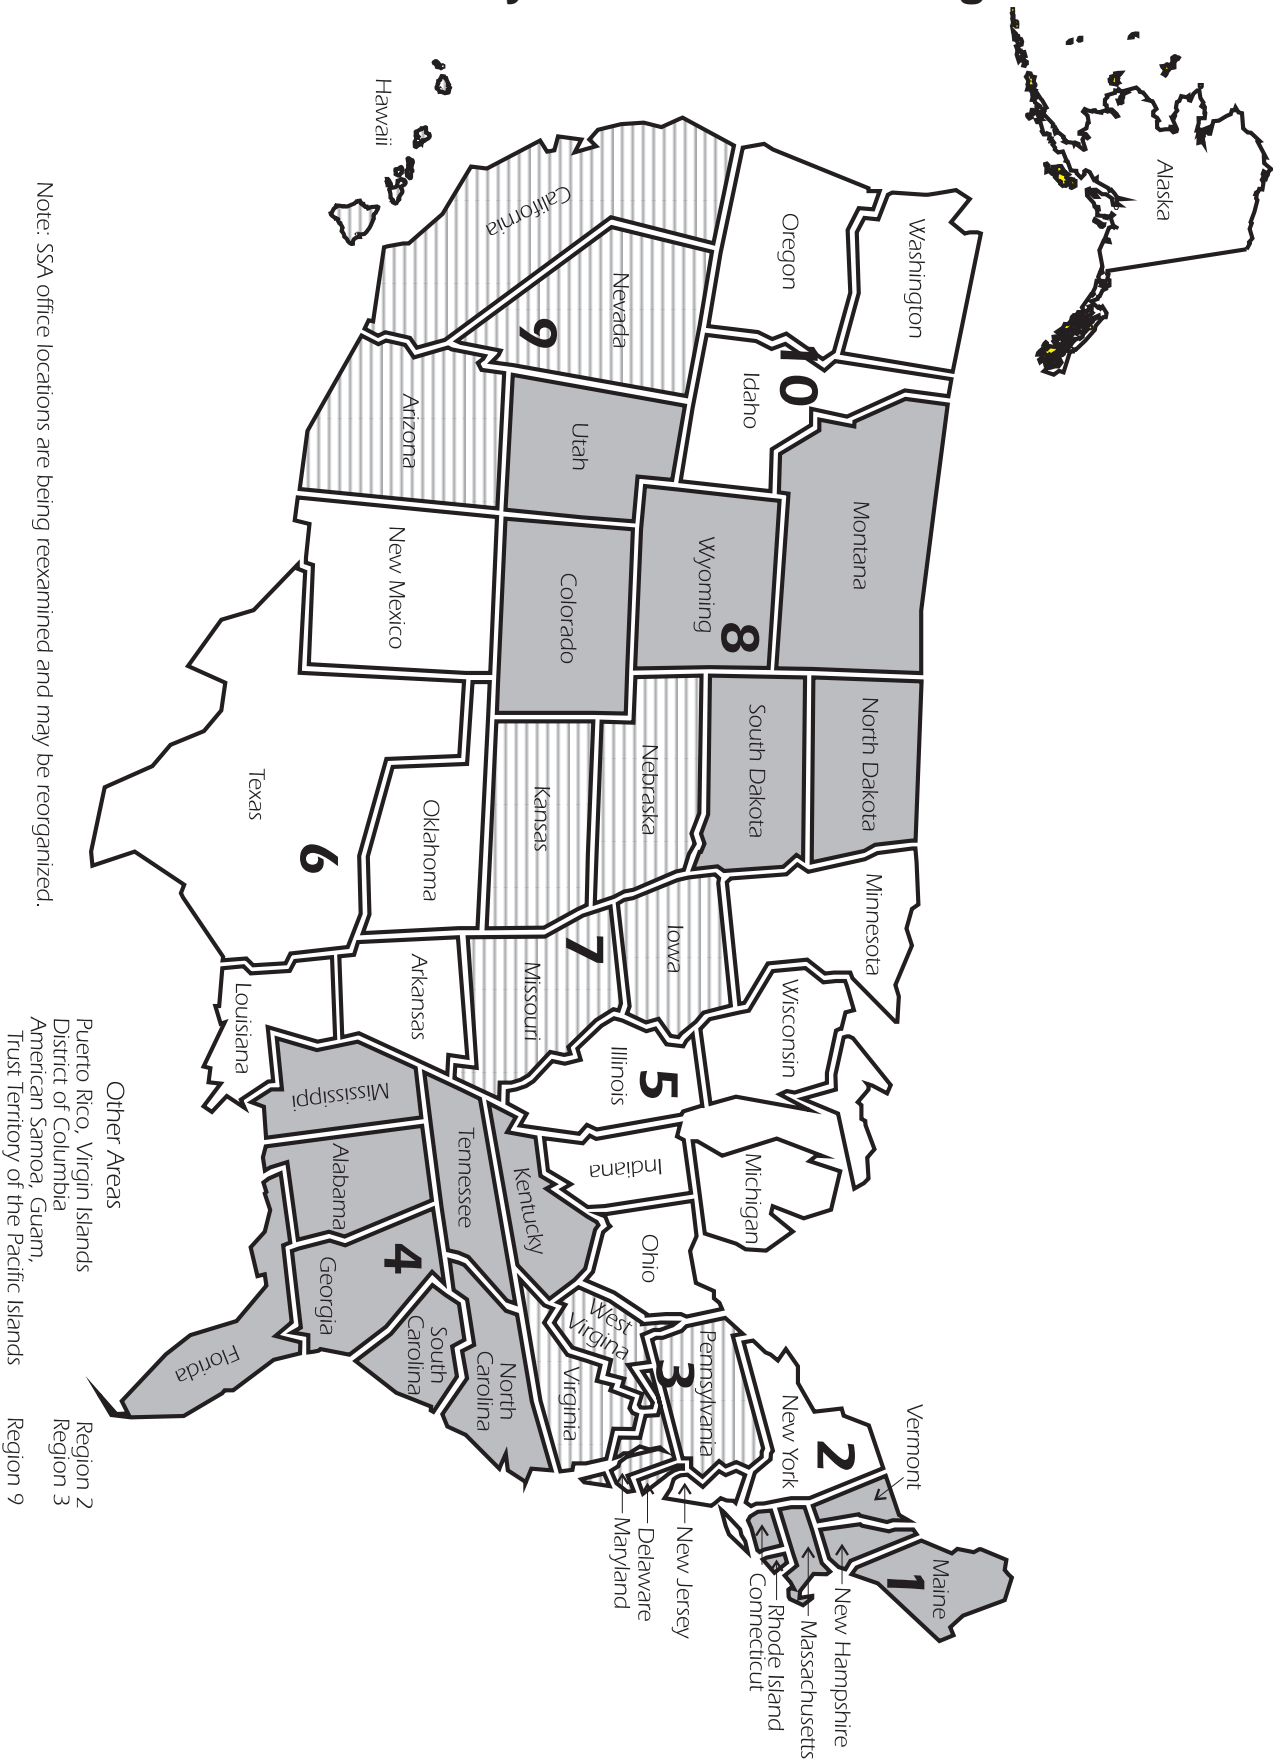 Alaska
Hawaii
Washington
Oregon
California
Nevada
9
Idaho
10
Arizona
Utah
Montana
Wyoming
8
Colorado
New Mexico
North Dakota
South Dakota
Nebraska
Kansas
Oklahoma
Texas
6
Minnesota
Iowa
7
Missouri
Arkansas
Louisiana
Wisconsin
Illinois
5
Michigan
Indiana
Ohio
Kentucky
Tennessee
Mississippi
Alabama
4
Georgia
Florida
South
Carolina
North
Carolina
West
Virgina
Virginia
Pennsylvania
3
New York
2
Vermont
Maine
1
New Hampshire
Massachusetts
Rhode Island
Connecticut
New Jersey
Delaware
Maryland
Other Areas
Puerto Rico, Virgin Islands Region 2
District of Columbia Region 3
American Samoa, Guam,
Trust Territory of the Pacific Islands Region 9
Note: SSA office locations are being reexamined and may be reorganized.